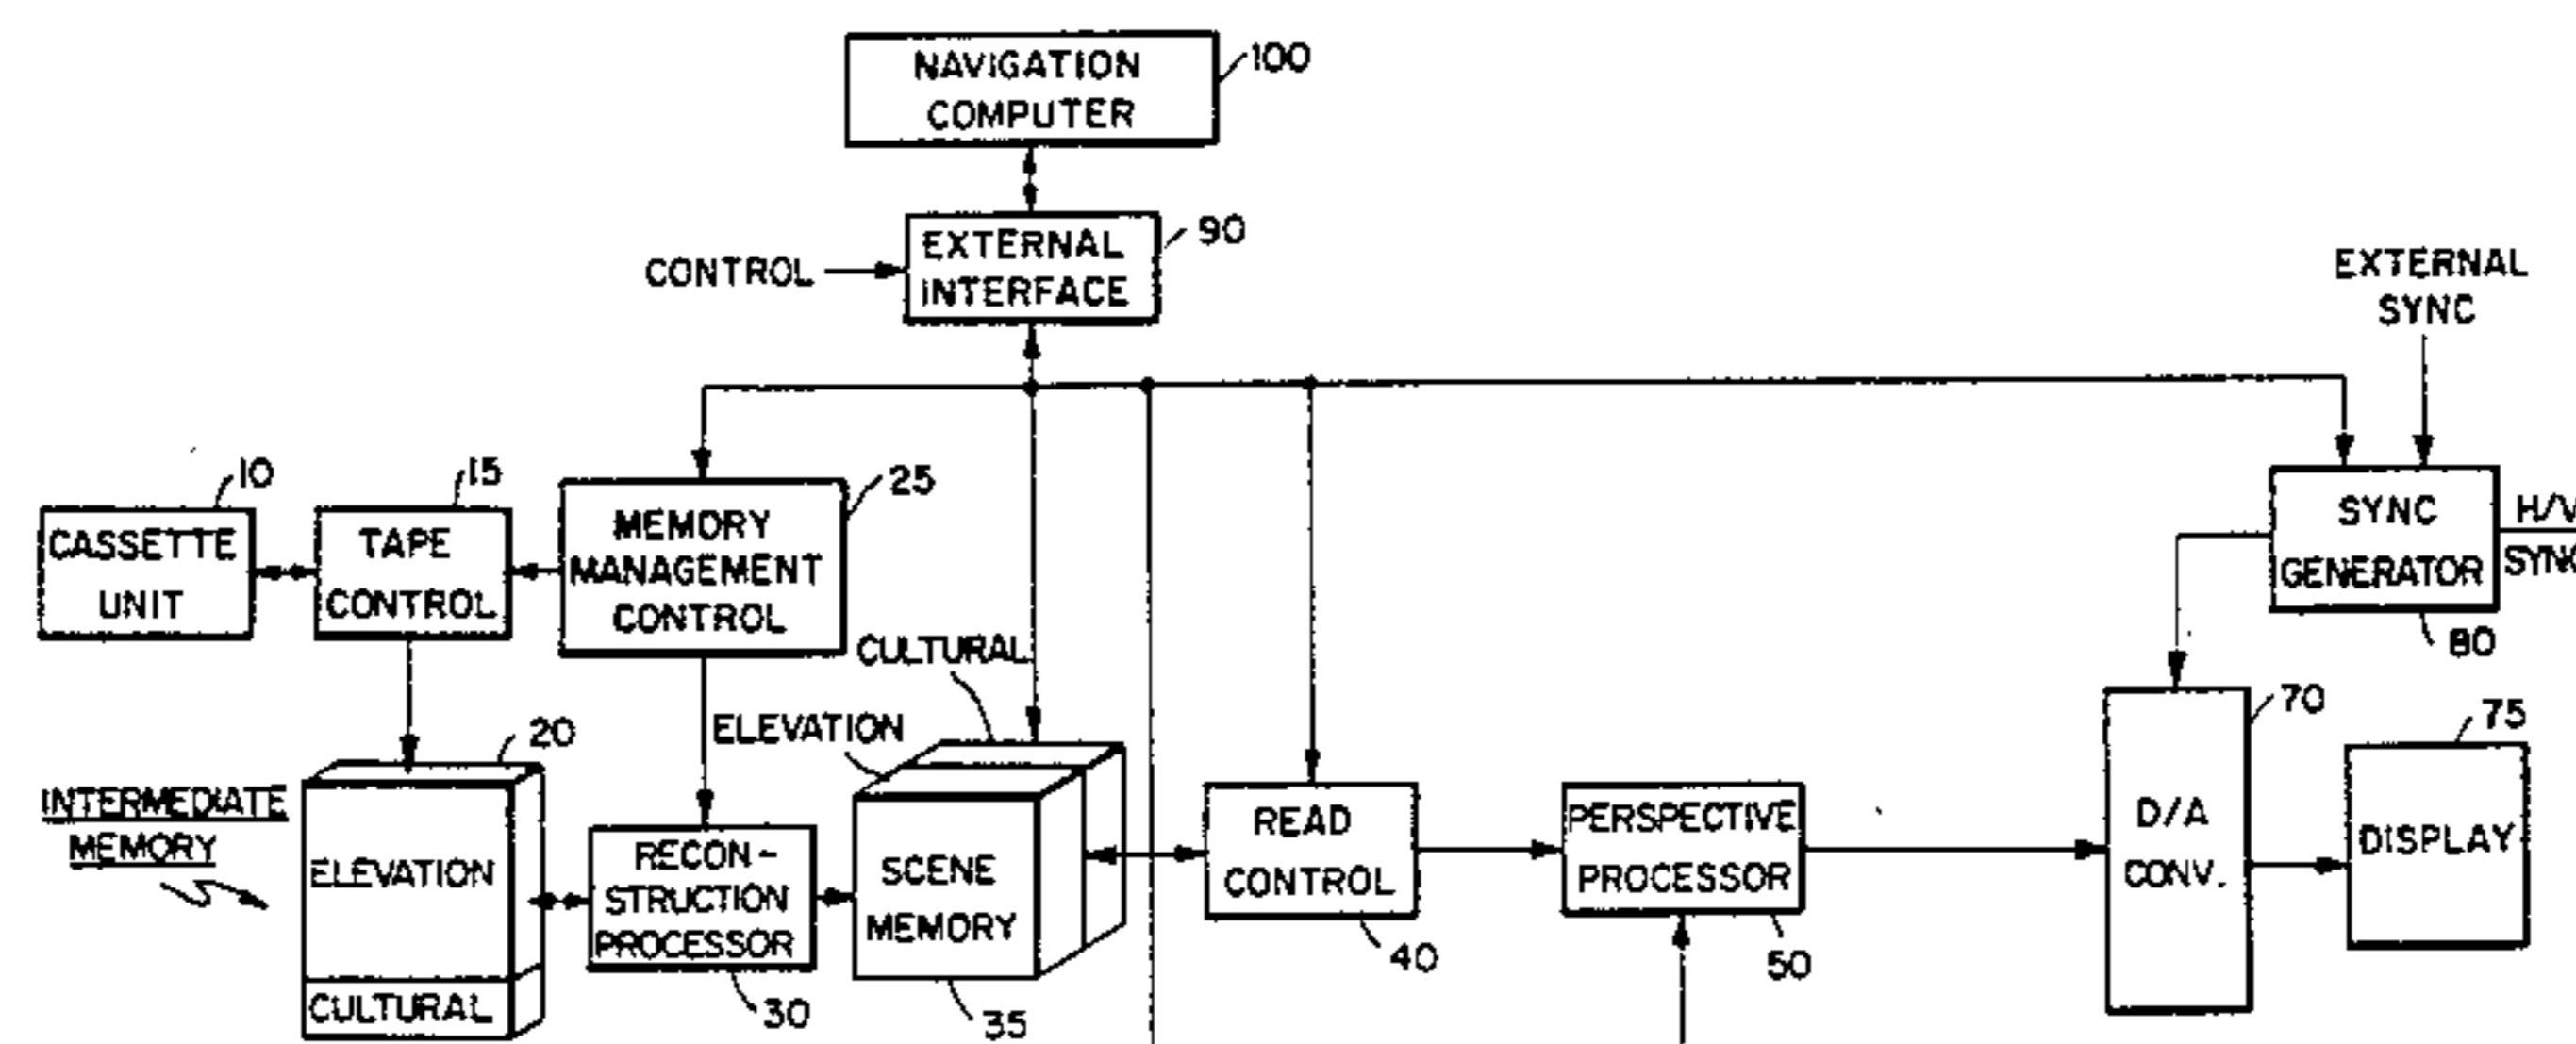 NAVIGATION
COMPUTER
100
EXTERNAL
INTERFACE
90
CONTROL
EXTERNAL
SYNC
10
CASSETTE
UNIT
15
TAPE
CONTROL
25
MEMORY
MANAGEMENT
CONTROL
SYNC
GENERATOR
80
H/V
SYNC
CULTURAL
ELEVATION
20
INTERMEDIATE
MEMORY
ELEVATION
CULTURAL
RECON-
STRUCTION
PROCESSOR
30
SCENE
MEMORY
35
READ
CONTROL
40
PERSPECTIVE
PROCESSOR
50
D/A
CONV.
70
DISPLAY
75